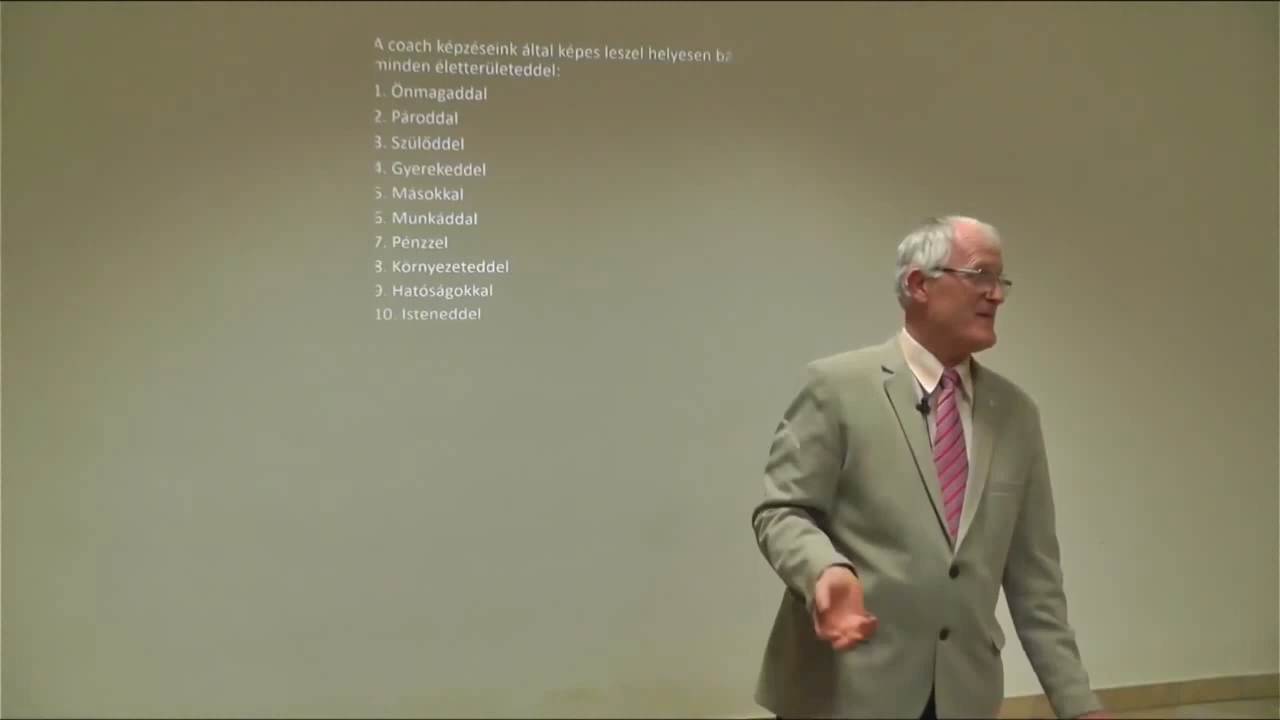 A coach képzéseink által képes leszel helyesen
minden életterületeddel:
1. Önmagaddal
2. Pároddal
3. Szülőddel
4. Gyerekeddel
5. Másokkal
6. Munkáddal
7. Pénzzel
8. Környezeteddel
9. Hatóságokkal
10. Isteneddel